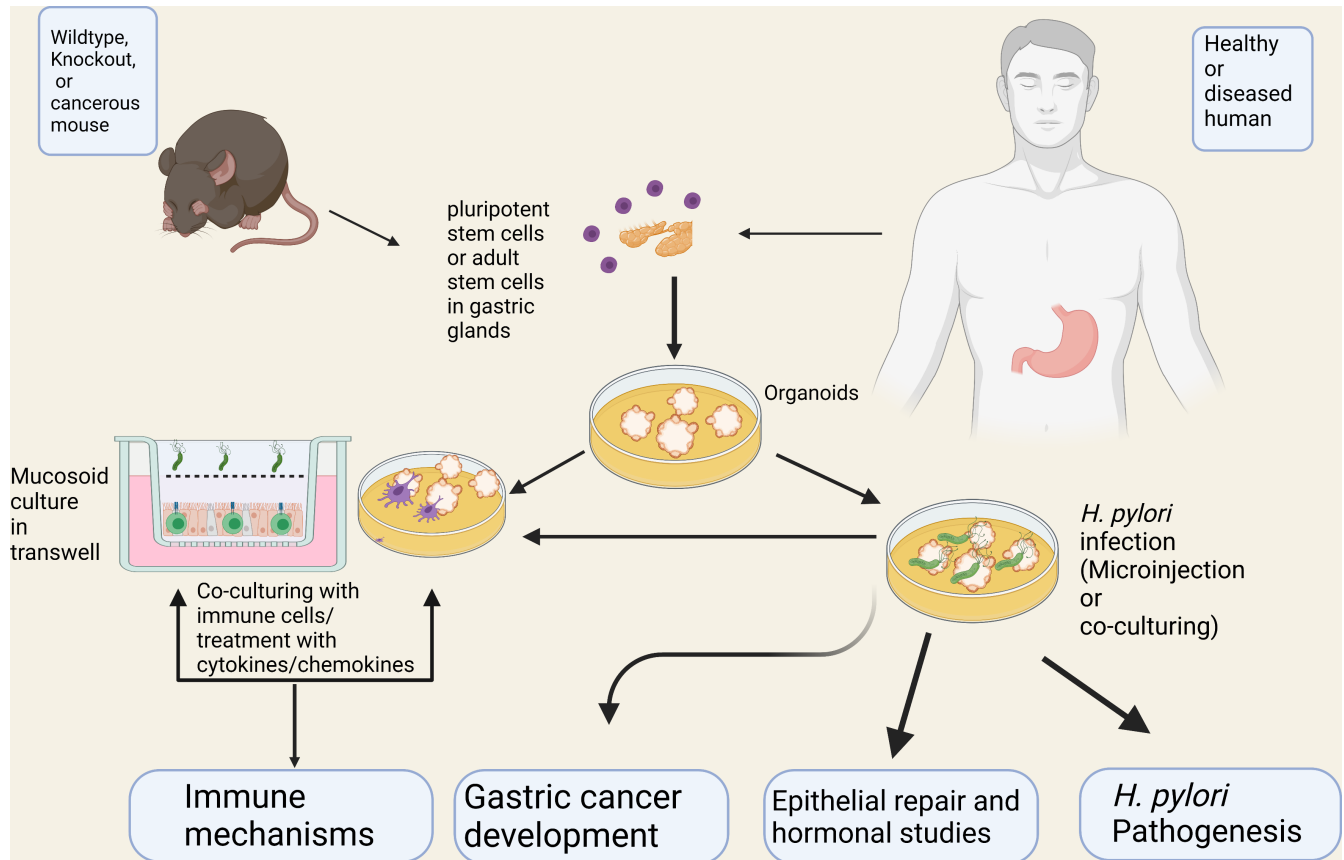 Wildtype,
Knockout,
or
cancerous
mouse
Healthy
or
diseased
human
pluripotent
stem cells
or adult
stem cells
in gastric
glands
Organoids
Mucosoid
culture
in
transwell
H. pylori
infection
(Microinjection
or
co-culturing)
Co-culturing with
immune cells/
treatment with
cytokines/chemokines
Immune
mechanisms
Gastric cancer
development
Epithelial repair and
hormonal studies
H. pylori
Pathogenesis